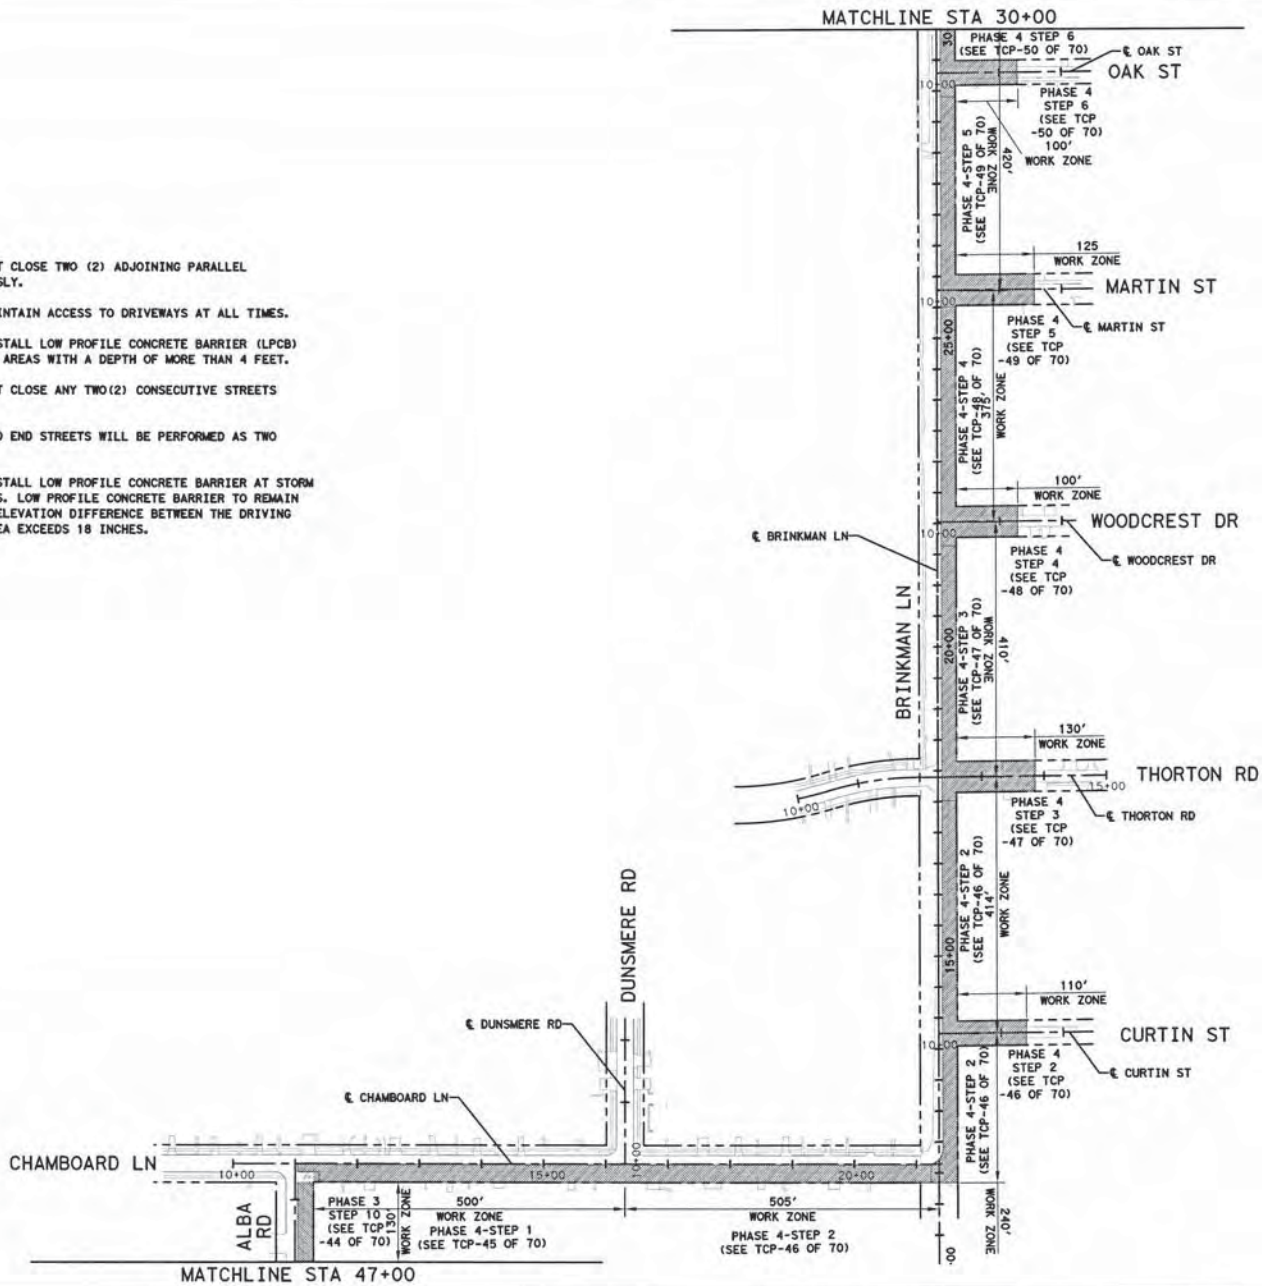 MATCHLINE STA 30+00
30
PHASE 4 STEP 6
(SEE TCP-50 OF 70)
℄ OAK ST
OAK ST
10+00
PHASE 4
STEP 6
(SEE TCP
-50 OF 70)
100'
WORK ZONE
PHASE 4-STEP 5
(SEE TCP-49 OF 70)
WORK ZONE
420'
T CLOSE TWO (2) ADJOINING PARALLEL
SLY.
INTAIN ACCESS TO DRIVEWAYS AT ALL TIMES.
STALL LOW PROFILE CONCRETE BARRIER (LPCB)
AREAS WITH A DEPTH OF MORE THAN 4 FEET.
T CLOSE ANY TWO(2) CONSECUTIVE STREETS
D END STREETS WILL BE PERFORMED AS TWO
STALL LOW PROFILE CONCRETE BARRIER AT STORM
S. LOW PROFILE CONCRETE BARRIER TO REMAIN
ELEVATION DIFFERENCE BETWEEN THE DRIVING
EA EXCEEDS 18 INCHES.
125
WORK ZONE
MARTIN ST
10+00
℄ MARTIN ST
PHASE 4
STEP 5
(SEE TCP
-49 OF 70)
25+00
PHASE 4-STEP 4
(SEE TCP-48 OF 70)
375'
WORK ZONE
100'
WORK ZONE
WOODCREST DR
10+00
℄ WOODCREST DR
PHASE 4
STEP 4
(SEE TCP
-48 OF 70)
℄ BRINKMAN LN
BRINKMAN LN
20+00
PHASE 4-STEP 3
(SEE TCP-47 OF 70)
WORK ZONE
410'
130'
WORK ZONE
THORTON RD
15+00
10+00
℄ THORTON RD
PHASE 4
STEP 3
(SEE TCP
-47 OF 70)
PHASE 4-STEP 2
(SEE TCP-46 OF 70)
414'
WORK ZONE
15+00
110'
WORK ZONE
CURTIN ST
10+00
℄ CURTIN ST
PHASE 4
STEP 2
(SEE TCP
-46 OF 70)
PHASE 4-STEP 2
(SEE TCP-46 OF 70)
DUNSMERE RD
℄ DUNSMERE RD
℄ CHAMBOARD LN
CHAMBOARD LN
10+00
15+00
10+00
20+00
ALBA
RD
PHASE 3
STEP 10
(SEE TCP
-44 OF 70)
130'
WORK ZONE
500'
WORK ZONE
PHASE 4-STEP 1
(SEE TCP-45 OF 70)
505'
WORK ZONE
PHASE 4-STEP 2
(SEE TCP-46 OF 70)
240'
WORK ZONE
-00
MATCHLINE STA 47+00